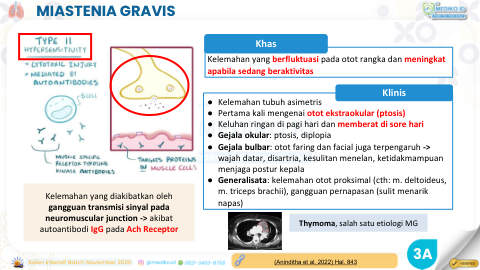 MIASTENIA GRAVIS
TYPE II
HYPERSENSITIVITY
• CYTOTOXIC INJURY
• MEDIATED BY
AUTOANTIBODIES
B CELL
MUSCLE SPECIFIC
RECEPTOR TYROSINE
KINASE ANTIBODIES
TARGETS PROTEINS
in MUSCLE CELLS
Kelemahan yang diakibatkan oleh
gangguan transmisi sinyal pada
neuromuscular junction -> akibat
autoantibodi IgG pada Ach Receptor
Khas
Kelemahan yang berfluktuasi pada otot rangka dan meningkat
apabila sedang beraktivitas
Klinis
● Kelemahan tubuh asimetris
● Pertama kali mengenai otot ekstraokular (ptosis)
● Keluhan ringan di pagi hari dan memberat di sore hari
● Gejala okular: ptosis, diplopia
● Gejala bulbar: otot faring dan facial juga terpengaruh ->
wajah datar, disartria, kesulitan menelan, ketidakmampuan
menjaga postur kepala
● Generalisata: kelemahan otot proksimal (cth: m. deltoideus,
m. triceps brachii), gangguan pernapasan (sulit menarik
napas)
Thymoma, salah satu etiologi MG
3A
(Anindhita et al, 2022) Hal. 843